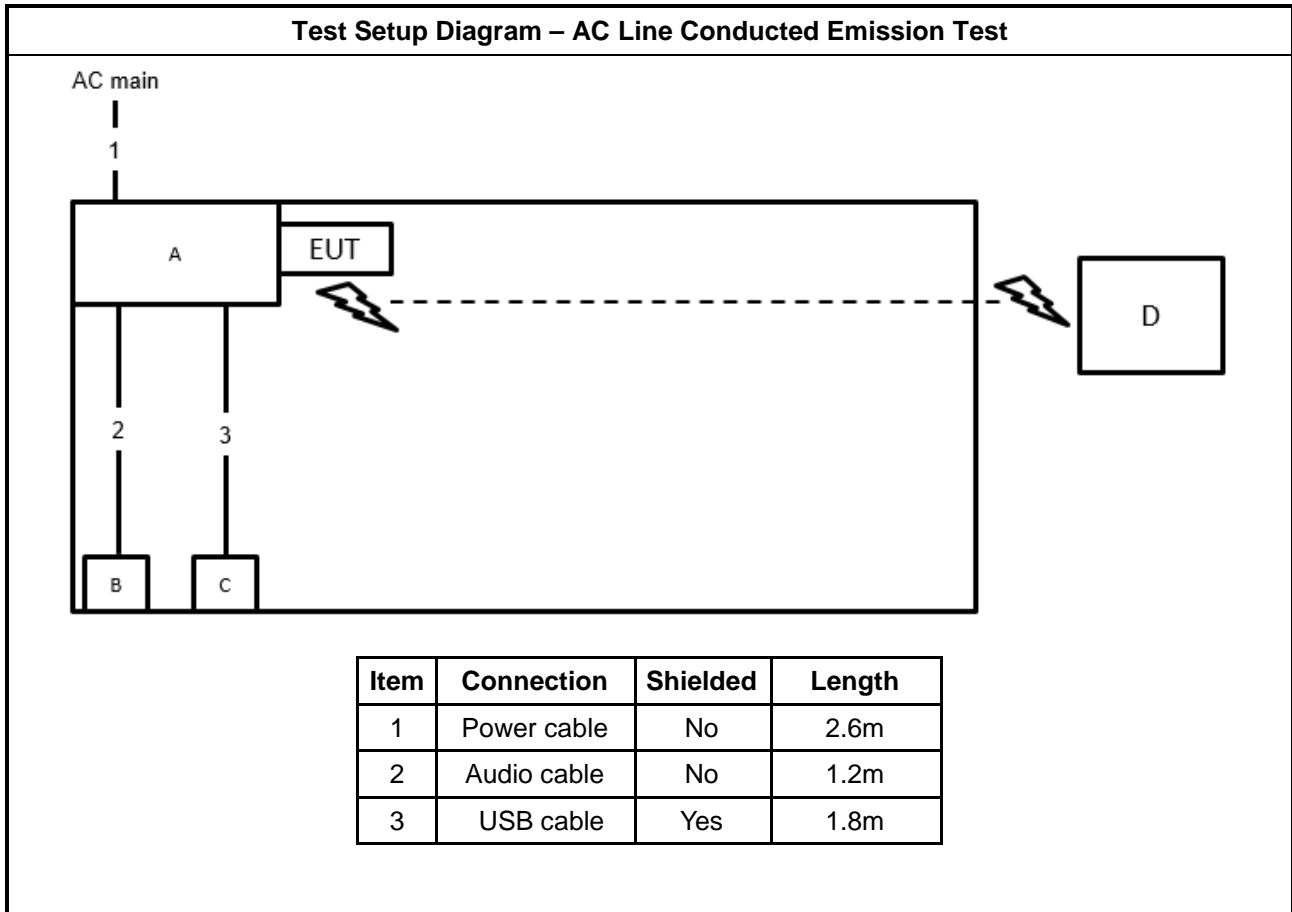 Test Setup Diagram – AC Line Conducted Emission Test
AC main
1
A
EUT
D
2
3
B
C
Item Connection Shielded Length
1 Power cable No 2.6m
2 Audio cable No 1.2m
3 USB cable Yes 1.8m